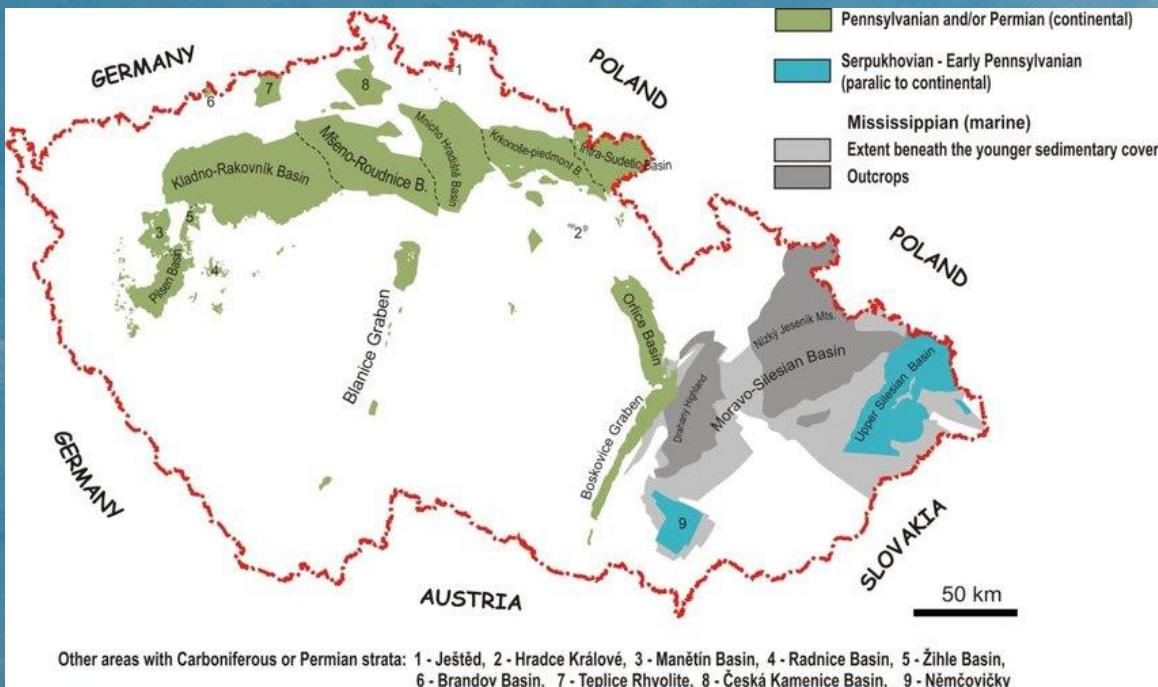 Pennsylvanian and/or Permian (continental)
Serpukhovian - Early Pennsylvanian
(paralic to continental)
Mississippian (marine)
Extent beneath the younger sedimentary cover
Outcrops
GERMANY
POLAND
1
6
7
8
Kladno-Rakovník Basin
Mšeno-Roudnice B.
Mnicho Hradiště Basin
Krkonoše-piedmont B.
Intra-Sudetic Basin
3
5
4
Pilsen Basin
2
POLAND
Blanice Graben
Orlice Basin
Boskovice Graben
Drahany Highland
Nízký Jeseník Mts.
Moravo-Silesian Basin
Upper Silesian Basin
9
GERMANY
AUSTRIA
SLOVAKIA
50 km
Other areas with Carboniferous or Permian strata: 1 - Ještěd, 2 - Hradce Králové, 3 - Manětín Basin, 4 - Radnice Basin, 5 - Žihle Basin,
6 - Brandov Basin, 7 - Teplice Rhyolite, 8 - Česká Kamenice Basin, 9 - Němčovičky